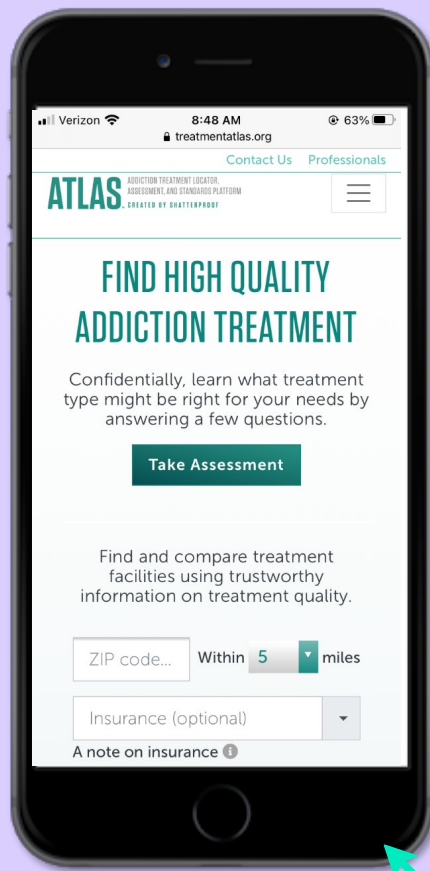 Verizon 8:48 AM 63%
treatmentatlas.org
Contact Us Professionals
ATLAS ADDICTION TREATMENT LOCATOR,
ASSESSMENT, AND STANDARDS PLATFORM
CREATED BY SHATTERPROOF
FIND HIGH QUALITY
ADDICTION TREATMENT
Confidentially, learn what treatment
type might be right for your needs by
answering a few questions.
Take Assessment
Find and compare treatment
facilities using trustworthy
information on treatment quality.
ZIP code... Within 5 miles
Insurance (optional)
A note on insurance